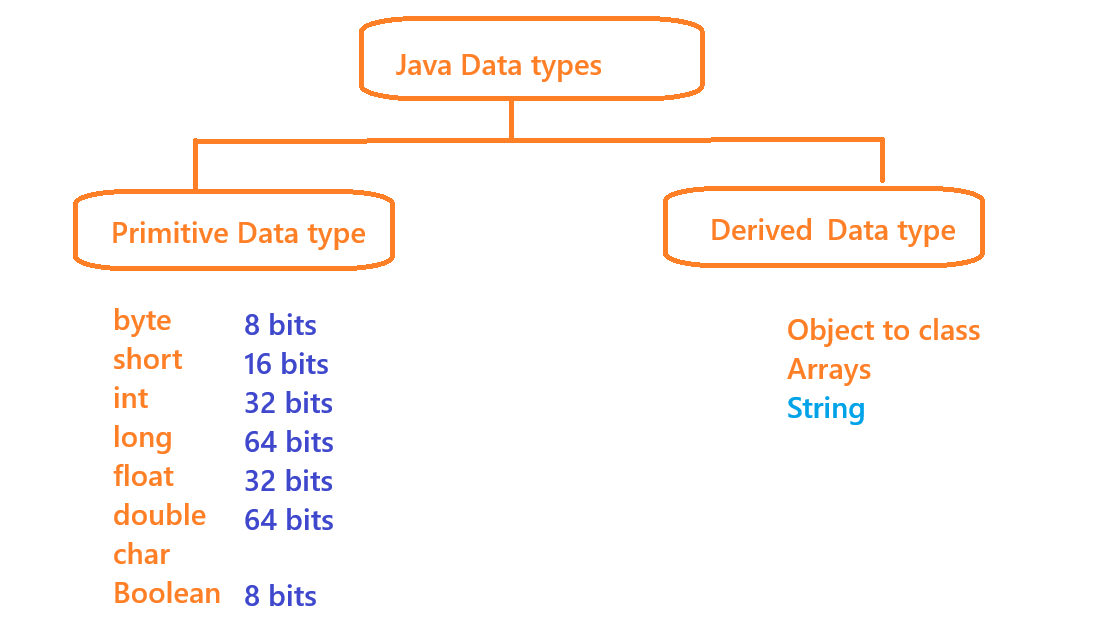 Java Data types
Primitive Data type
Derived Data type
byte 8 bits
short 16 bits
int 32 bits
long 64 bits
float 32 bits
double 64 bits
char
Boolean 8 bits
Object to class
Arrays
String